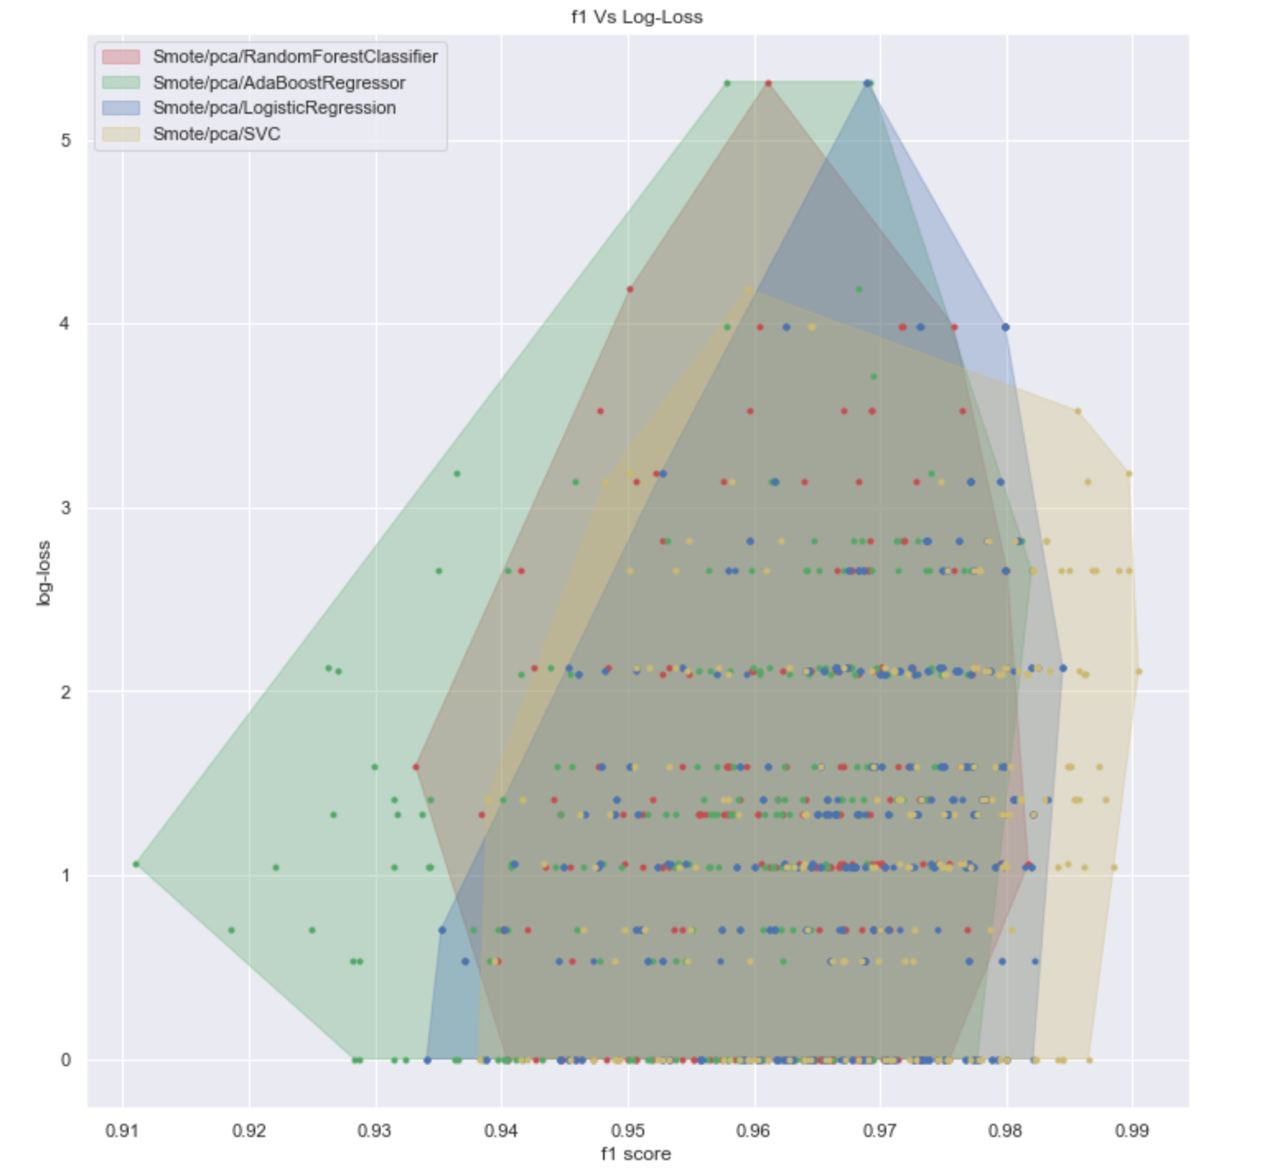 f1 Vs Log-Loss
Smote/pca/RandomForestClassifier
Smote/pca/AdaBoostRegressor
Smote/pca/LogisticRegression
Smote/pca/SVC
5
4
3
2
1
0
log-loss
0.91 0.92 0.93 0.94 0.95 0.96 0.97 0.98 0.99
f1 score